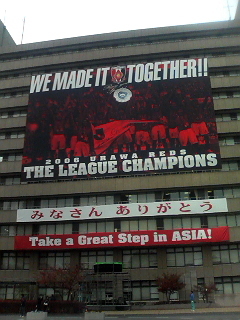 WE MADE IT TOGETHER!!
2006 URAWA REDS
THE LEAGUE CHAMPIONS
みなさん ありがとう
Take a Great Step in ASIA!